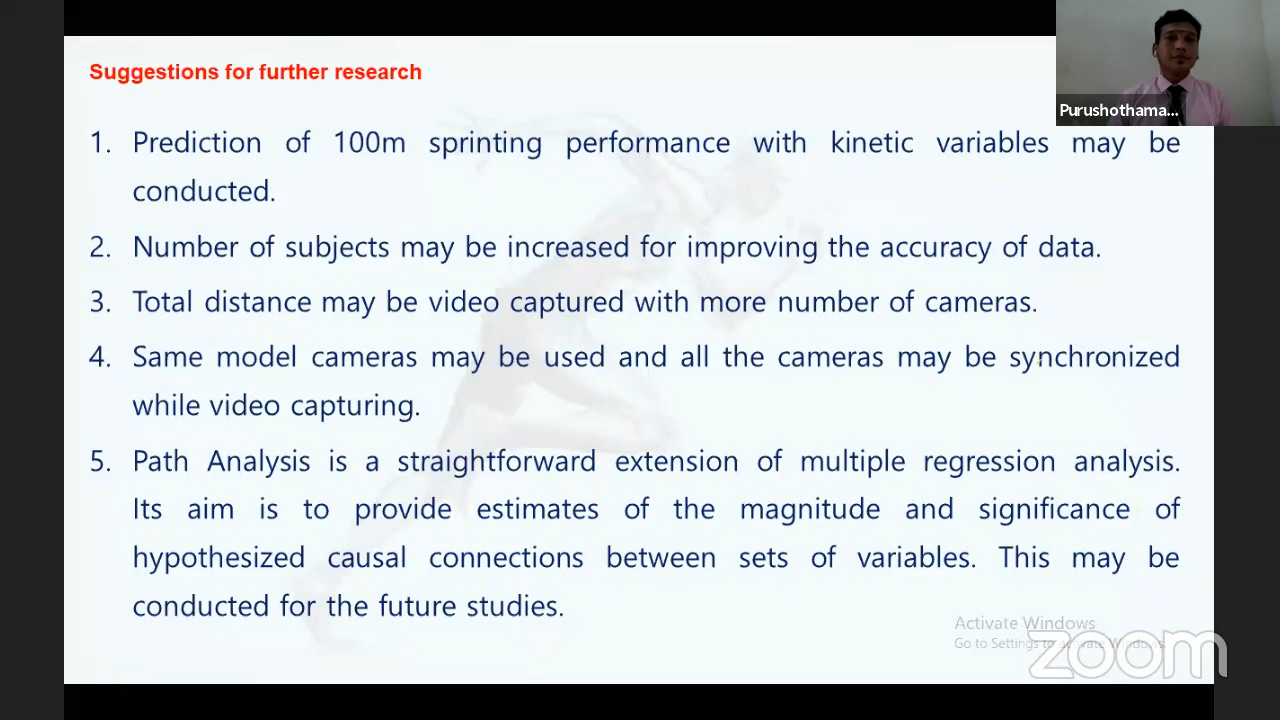 Suggestions for further research
Purushothama...
1. Prediction of 100m sprinting performance with kinetic variables may be
conducted.
2. Number of subjects may be increased for improving the accuracy of data.
3. Total distance may be video captured with more number of cameras.
4. Same model cameras may be used and all the cameras may be synchronized
while video capturing.
5. Path Analysis is a straightforward extension of multiple regression analysis.
Its aim is to provide estimates of the magnitude and significance of
hypothesized causal connections between sets of variables. This may be
conducted for the future studies.
Activate Windows
Go to Settings to activate Windows.
zoom